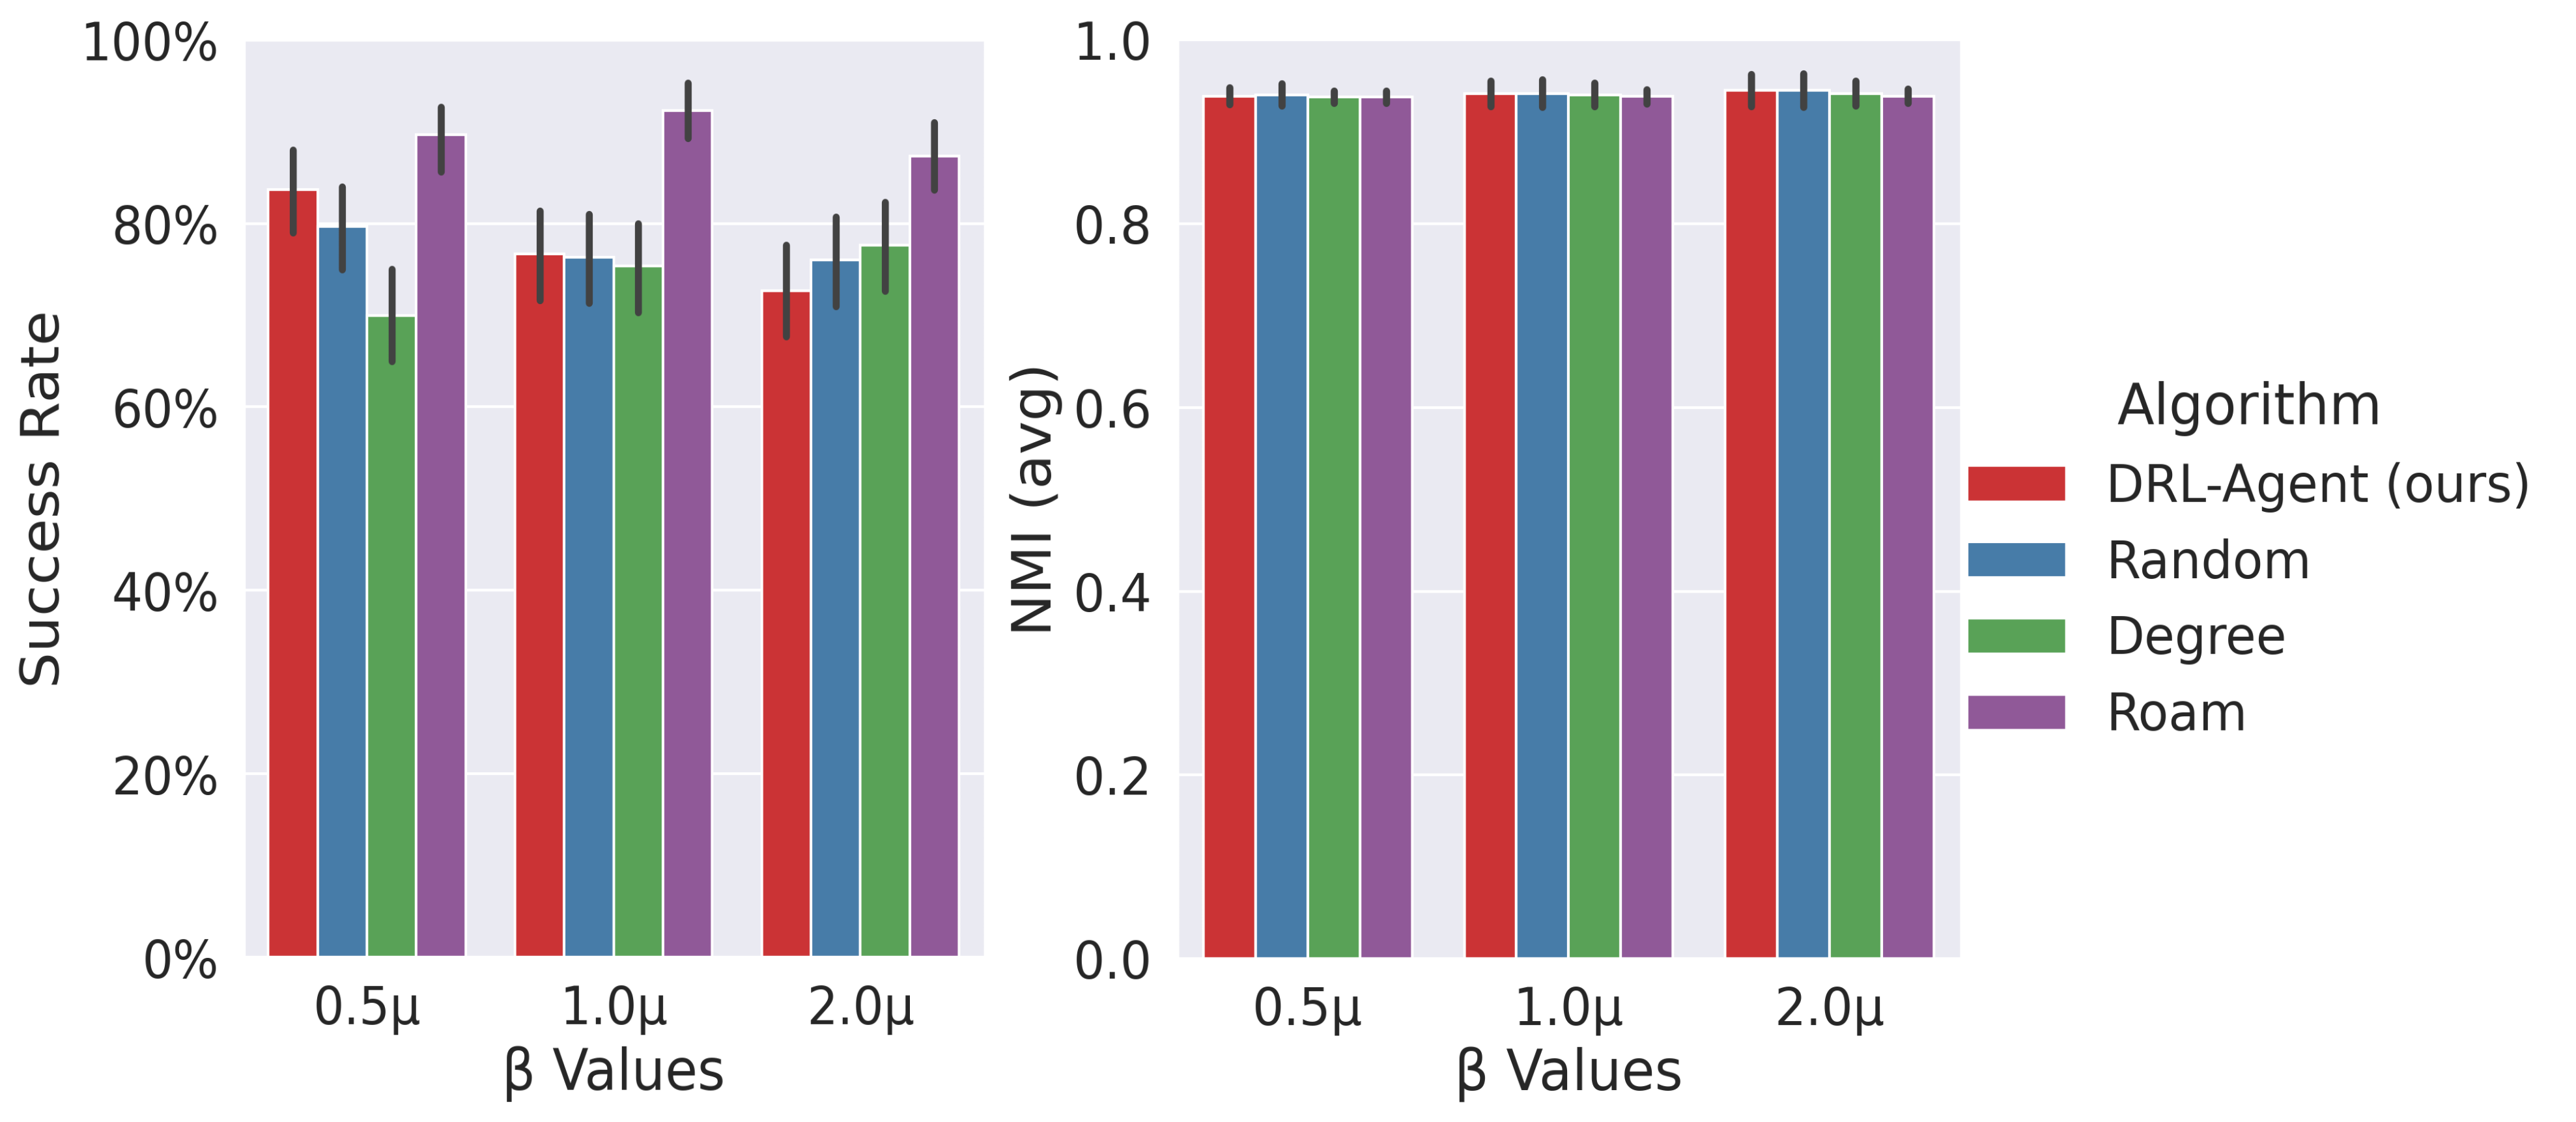 100%
80%
60%
40%
20%
0%
Success Rate
0.5μ 1.0μ 2.0μ
β Values
1.0
0.8
0.6
0.4
0.2
0.0
NMI (avg)
0.5μ 1.0μ 2.0μ
β Values
Algorithm
DRL-Agent (ours)
Random
Degree
Roam